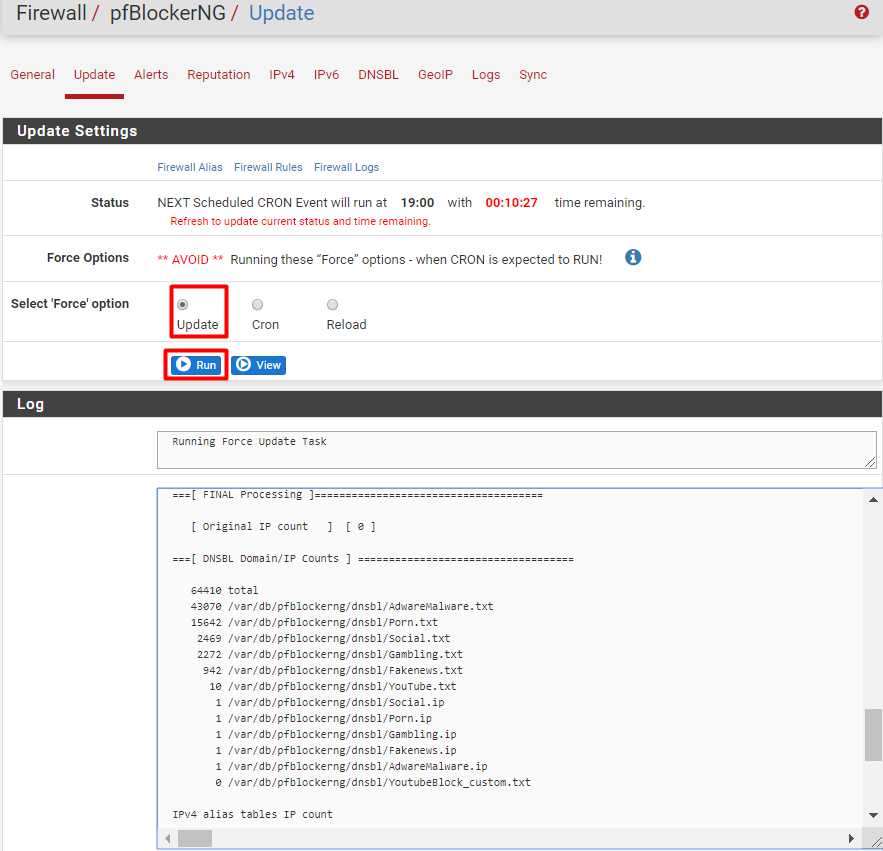 Firewall / pfBlockerNG / Update
General Update Alerts Reputation IPv4 IPv6 DNSBL GeoIP Logs Sync
Update Settings
Firewall Alias Firewall Rules Firewall Logs
Status NEXT Scheduled CRON Event will run at 19:00 with 00:10:27 time remaining.
Refresh to update current status and time remaining.
Force Options ** AVOID ** Running these “Force” options - when CRON is expected to RUN!
Select 'Force' option
Update Cron Reload
Run View
Log
Running Force Update Task
===[ FINAL Processing ]=====================================
[ Original IP count ] [ 0 ]
===[ DNSBL Domain/IP Counts ] ===================================
64410 total
43070 /var/db/pfblockerng/dnsbl/AdwareMalware.txt
15642 /var/db/pfblockerng/dnsbl/Porn.txt
2469 /var/db/pfblockerng/dnsbl/Social.txt
2272 /var/db/pfblockerng/dnsbl/Gambling.txt
942 /var/db/pfblockerng/dnsbl/Fakenews.txt
10 /var/db/pfblockerng/dnsbl/YouTube.txt
1 /var/db/pfblockerng/dnsbl/Social.ip
1 /var/db/pfblockerng/dnsbl/Porn.ip
1 /var/db/pfblockerng/dnsbl/Gambling.ip
1 /var/db/pfblockerng/dnsbl/Fakenews.ip
1 /var/db/pfblockerng/dnsbl/AdwareMalware.ip
0 /var/db/pfblockerng/dnsbl/YoutubeBlock_custom.txt
IPv4 alias tables IP count